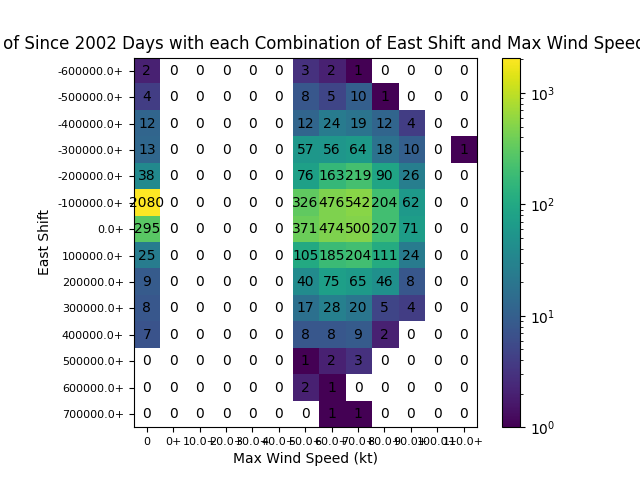 of Since 2002 Days with each Combination of East Shift and Max Wind Speed
East Shift
-600000.0+ 2 0 0 0 0 0 3 2 1 0 0 0 0
-500000.0+ 4 0 0 0 0 0 8 5 10 1 0 0 0
-400000.0+ 12 0 0 0 0 0 12 24 19 12 4 0 0
-300000.0+ 13 0 0 0 0 0 57 56 64 18 10 0 1
-200000.0+ 38 0 0 0 0 0 76 163 219 90 26 0 0
-100000.0+ 2080 0 0 0 0 0 326 476 542 204 62 0 0
0.0+ 295 0 0 0 0 0 371 474 500 207 71 0 0
100000.0+ 25 0 0 0 0 0 105 185 204 111 24 0 0
200000.0+ 9 0 0 0 0 0 40 75 65 46 8 0 0
300000.0+ 8 0 0 0 0 0 17 28 20 5 4 0 0
400000.0+ 7 0 0 0 0 0 8 8 9 2 0 0 0
500000.0+ 0 0 0 0 0 0 1 2 3 0 0 0 0
600000.0+ 0 0 0 0 0 0 2 1 0 0 0 0 0
700000.0+ 0 0 0 0 0 0 0 1 1 0 0 0 0
0 0+ 10.0+ 20.0+ 30.0+ 40.0+ 50.0+ 60.0+ 70.0+ 80.0+ 90.0+ 100.0+ 110.0+
Max Wind Speed (kt)
10³
10²
10¹
10⁰